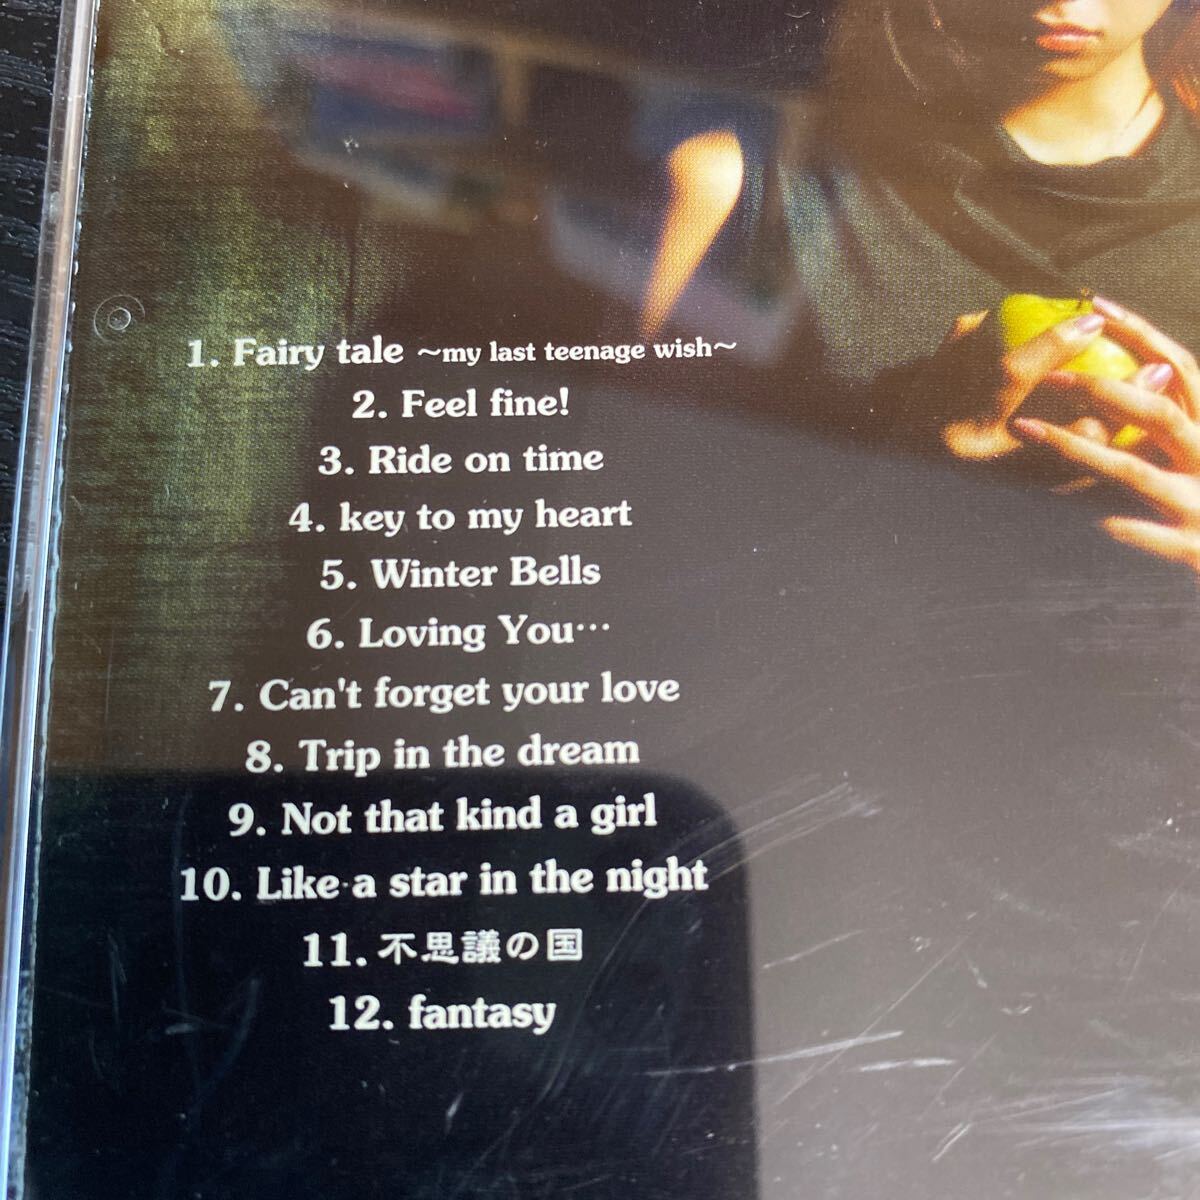 1. Fairy tale ～my last teenage wish～
2. Feel fine!
3. Ride on time
4. key to my heart
5. Winter Bells
6. Loving You…
7. Can't forget your love
8. Trip in the dream
9. Not that kind a girl
10. Like a star in the night
11. 不思議の国
12. fantasy